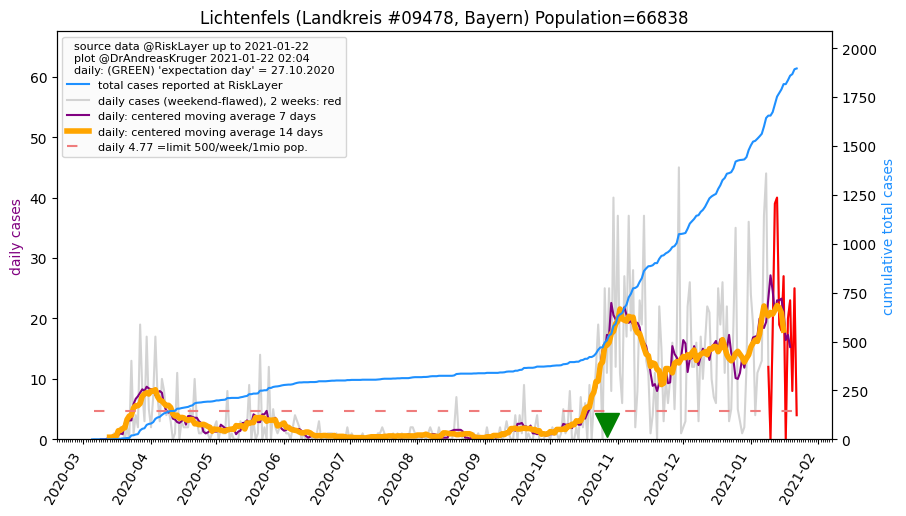 Lichtenfels (Landkreis #09478, Bayern) Population=66838
source data @RiskLayer up to 2021-01-22
plot @DrAndreasKruger 2021-01-22 02:04
daily: (GREEN) 'expectation day' = 27.10.2020
total cases reported at RiskLayer
daily cases (weekend-flawed), 2 weeks: red
daily: centered moving average 7 days
daily: centered moving average 14 days
daily 4.77 =limit 500/week/1mio pop.
daily cases
60
50
40
30
20
10
0
cumulative total cases
2000
1750
1500
1250
1000
750
500
250
0
2020-03
2020-04
2020-05
2020-06
2020-07
2020-08
2020-09
2020-10
2020-11
2020-12
2021-01
2021-02